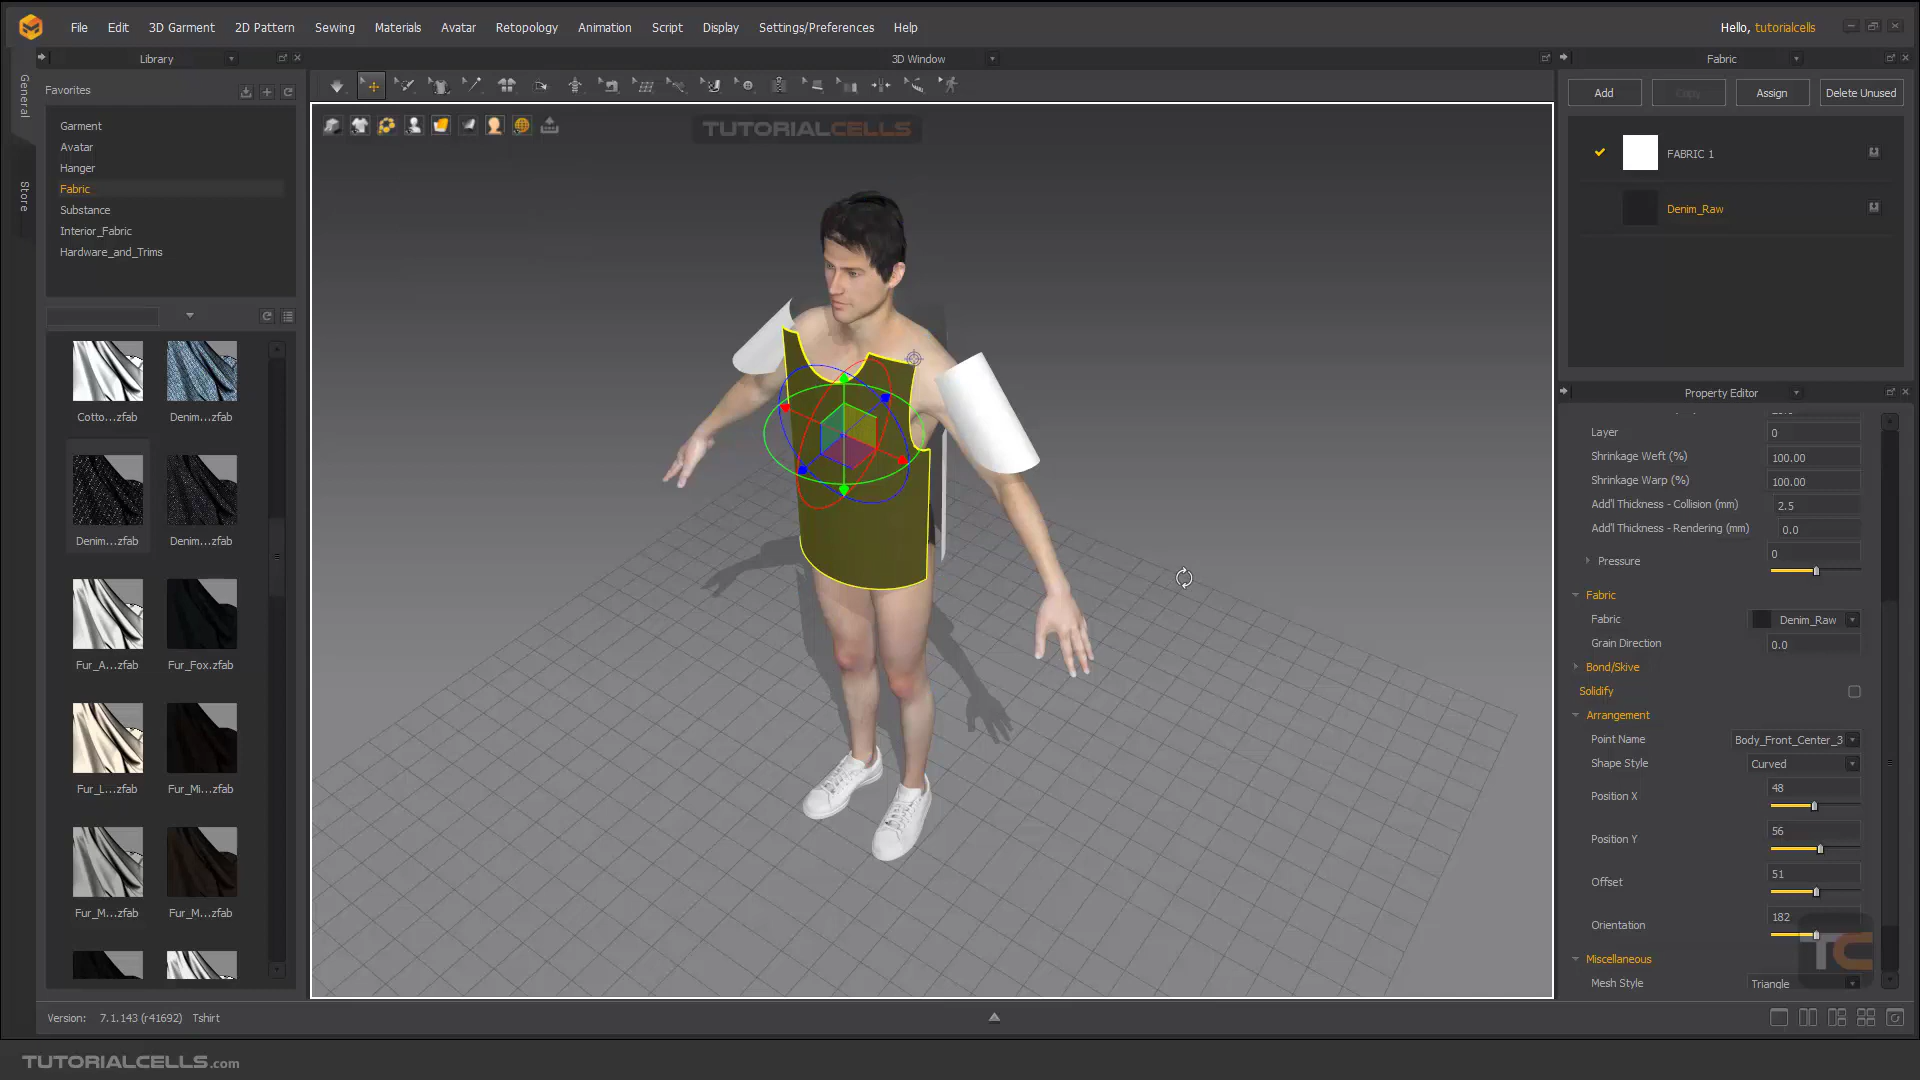 File Edit 3D Garment 2D Pattern Sewing Materials Avatar Retopology Animation Script Display Settings/Preferences Help
Hello, tutorialcells
Library
3D Window
Fabric
General
Store
Favorites
Garment
Avatar
Hanger
Fabric
Substance
Interior_Fabric
Hardware_and_Trims
Cotto...zfab
Denim...zfab
Denim...zfab
Denim...zfab
Fur_A...zfab
Fur_Fox.zfab
Fur_L...zfab
Fur_Mi...zfab
Fur_M...zfab
Fur_M...zfab
TUTORIALCELLS
Add Copy Assign Delete Unused
FABRIC 1
Denim_Raw
Property Editor
Layer 0
Shrinkage Weft (%) 100.00
Shrinkage Warp (%) 100.00
Add'l Thickness - Collision (mm) 2.5
Add'l Thickness - Rendering (mm) 0.0
Pressure 0
Fabric
Fabric Denim_Raw
Grain Direction 0.0
Bond/Skive
Solidify
Arrangement
Point Name Body_Front_Center_3
Shape Style Curved
Position X 48
Position Y 56
Offset 51
Orientation 182
Miscellaneous
Mesh Style Triangle
TC
Version: 7.1.143 (r41692) Tshirt
TUTORIALCELLS.com